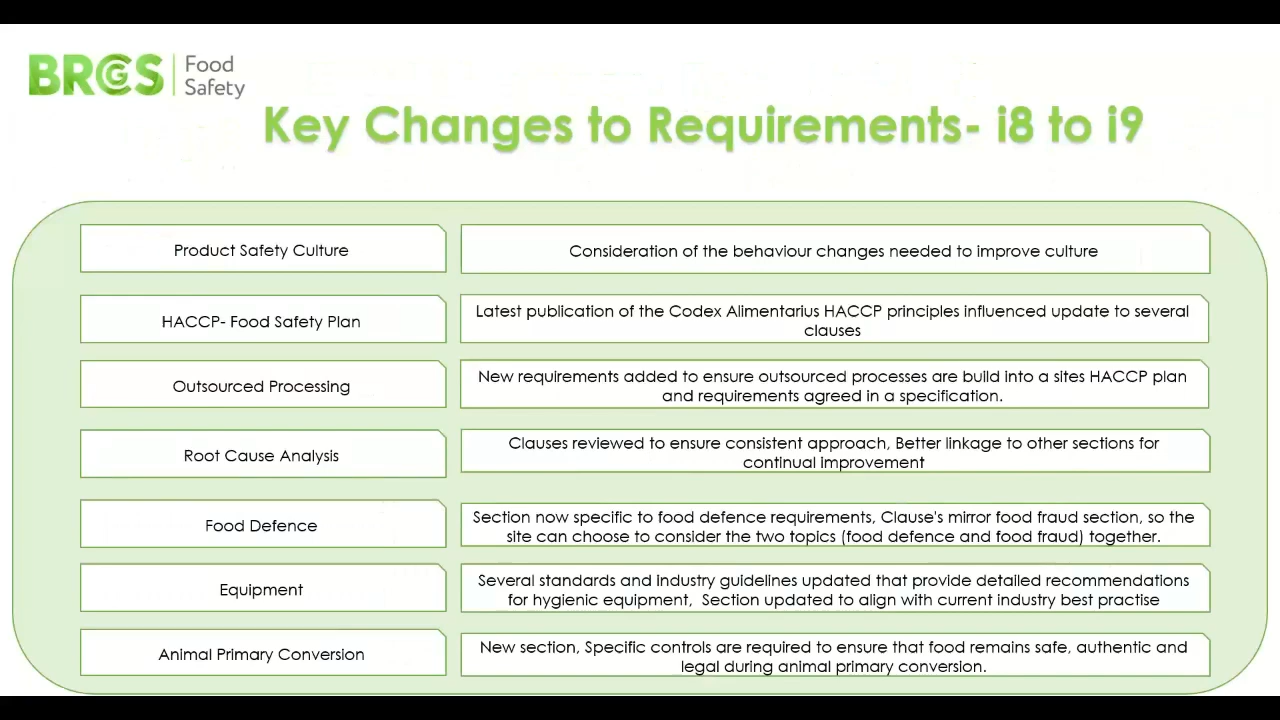 BRCGS Food
Safety
Key Changes to Requirements- i8 to i9
Product Safety Culture
Consideration of the behaviour changes needed to improve culture
HACCP- Food Safety Plan
Latest publication of the Codex Alimentarius HACCP principles influenced update to several
clauses
Outsourced Processing
New requirements added to ensure outsourced processes are build into a sites HACCP plan
and requirements agreed in a specification.
Root Cause Analysis
Clauses reviewed to ensure consistent approach, Better linkage to other sections for
continual improvement
Food Defence
Section now specific to food defence requirements, Clause's mirror food fraud section, so the
site can choose to consider the two topics (food defence and food fraud) together.
Equipment
Several standards and industry guidelines updated that provide detailed recommendations
for hygienic equipment, Section updated to align with current industry best practise
Animal Primary Conversion
New section, Specific controls are required to ensure that food remains safe, authentic and
legal during animal primary conversion.